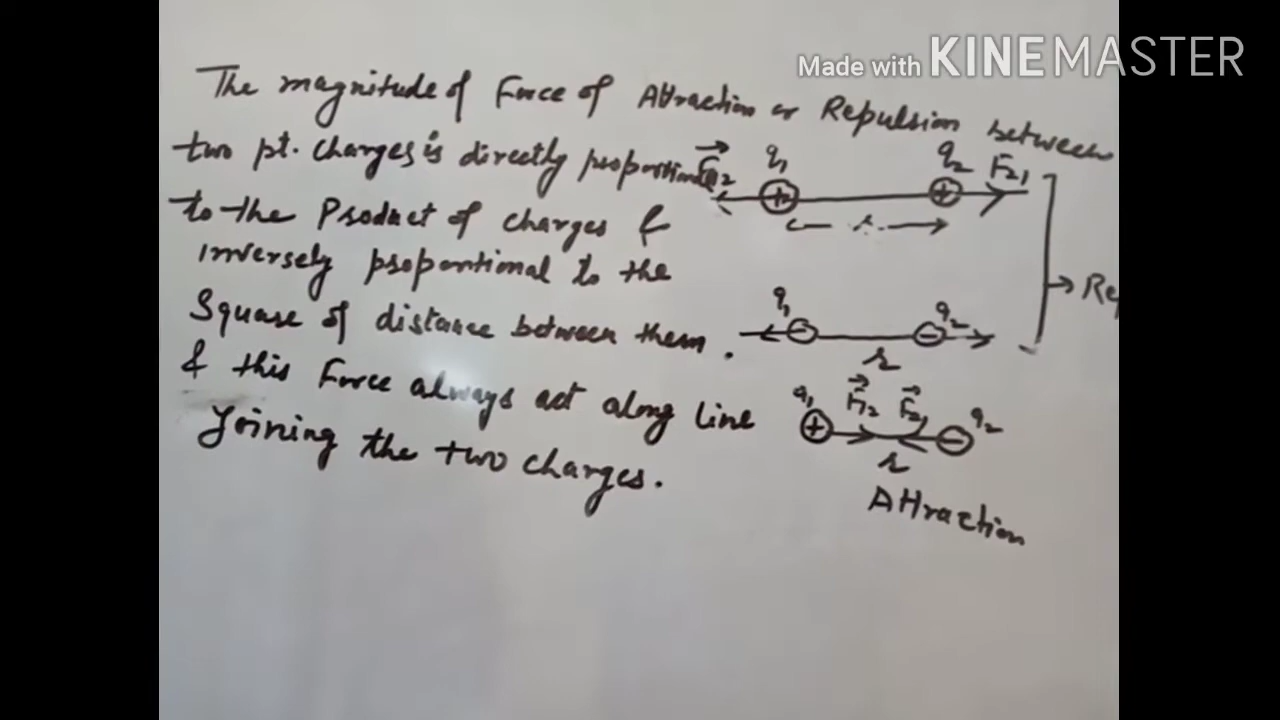 Made with KINEMASTER
The magnitude of Force of Attraction or Repulsion between
two pt. charges is directly proportional
to the Product of charges &
inversely proportional to the
Square of distance between them.
& this Force always act along line
Joining the two charges.
F12 q1 + q2 + F21
r
Re
q1 - q2 -
r
q1 + F12 F21 - q2
r
Attraction